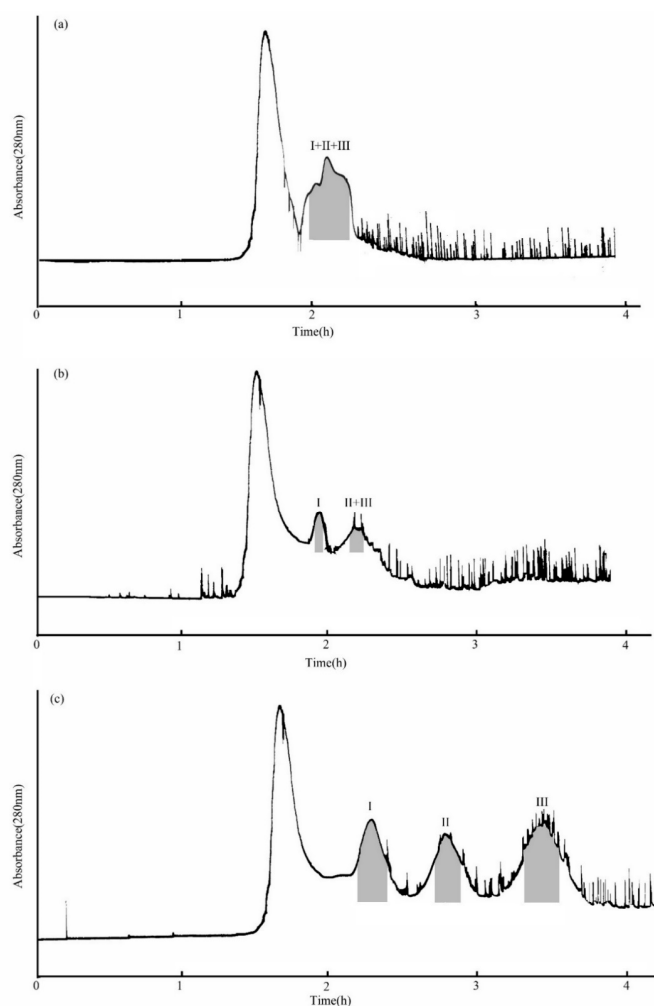 (a)
Absorbance(280nm)
I+II+III
0 1 2 3 4
Time(h)
(b)
Absorbance(280nm)
I II+III
0 1 2 3 4
Time(h)
(c)
Absorbance(280nm)
I II III
0 1 2 3 4
Time(h)